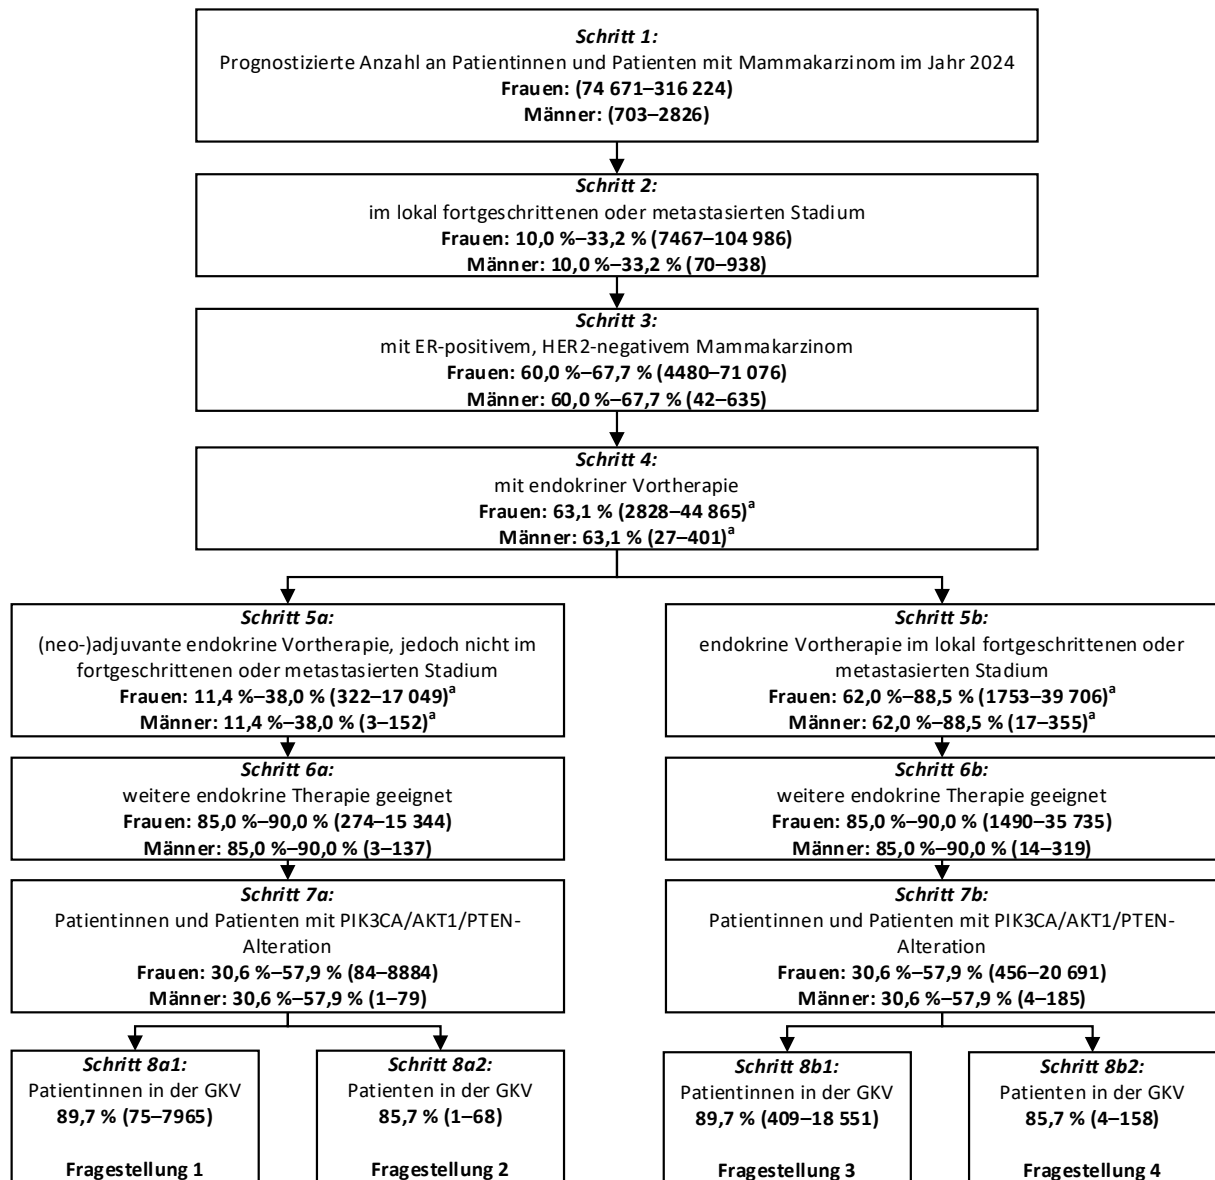 Schritt 1:
Prognostizierte Anzahl an Patientinnen und Patienten mit Mammakarzinom im Jahr 2024
Frauen: (74 671–316 224)
Männer: (703–2826)
Schritt 2:
im lokal fortgeschrittenen oder metastasierten Stadium
Frauen: 10,0 %–33,2 % (7467–104 986)
Männer: 10,0 %–33,2 % (70–938)
Schritt 3:
mit ER-positivem, HER2-negativem Mammakarzinom
Frauen: 60,0 %–67,7 % (4480–71 076)
Männer: 60,0 %–67,7 % (42–635)
Schritt 4:
mit endokriner Vortherapie
Frauen: 63,1 % (2828–44 865)a
Männer: 63,1 % (27–401)a
Schritt 5a:
(neo-)adjuvante endokrine Vortherapie, jedoch nicht im
fortgeschrittenen oder metastasierten Stadium
Frauen: 11,4 %–38,0 % (322–17 049)a
Männer: 11,4 %–38,0 % (3–152)a
Schritt 5b:
endokrine Vortherapie im lokal fortgeschrittenen oder
metastasierten Stadium
Frauen: 62,0 %–88,5 % (1753–39 706)a
Männer: 62,0 %–88,5 % (17–355)a
Schritt 6a:
weitere endokrine Therapie geeignet
Frauen: 85,0 %–90,0 % (274–15 344)
Männer: 85,0 %–90,0 % (3–137)
Schritt 6b:
weitere endokrine Therapie geeignet
Frauen: 85,0 %–90,0 % (1490–35 735)
Männer: 85,0 %–90,0 % (14–319)
Schritt 7a:
Patientinnen und Patienten mit PIK3CA/AKT1/PTEN-
Alteration
Frauen: 30,6 %–57,9 % (84–8884)
Männer: 30,6 %–57,9 % (1–79)
Schritt 7b:
Patientinnen und Patienten mit PIK3CA/AKT1/PTEN-
Alteration
Frauen: 30,6 %–57,9 % (456–20 691)
Männer: 30,6 %–57,9 % (4–185)
Schritt 8a1:
Patientinnen in der GKV
89,7 % (75–7965)
Fragestellung 1
Schritt 8a2:
Patienten in der GKV
85,7 % (1–68)
Fragestellung 2
Schritt 8b1:
Patientinnen in der GKV
89,7 % (409–18 551)
Fragestellung 3
Schritt 8b2:
Patienten in der GKV
85,7 % (4–158)
Fragestellung 4